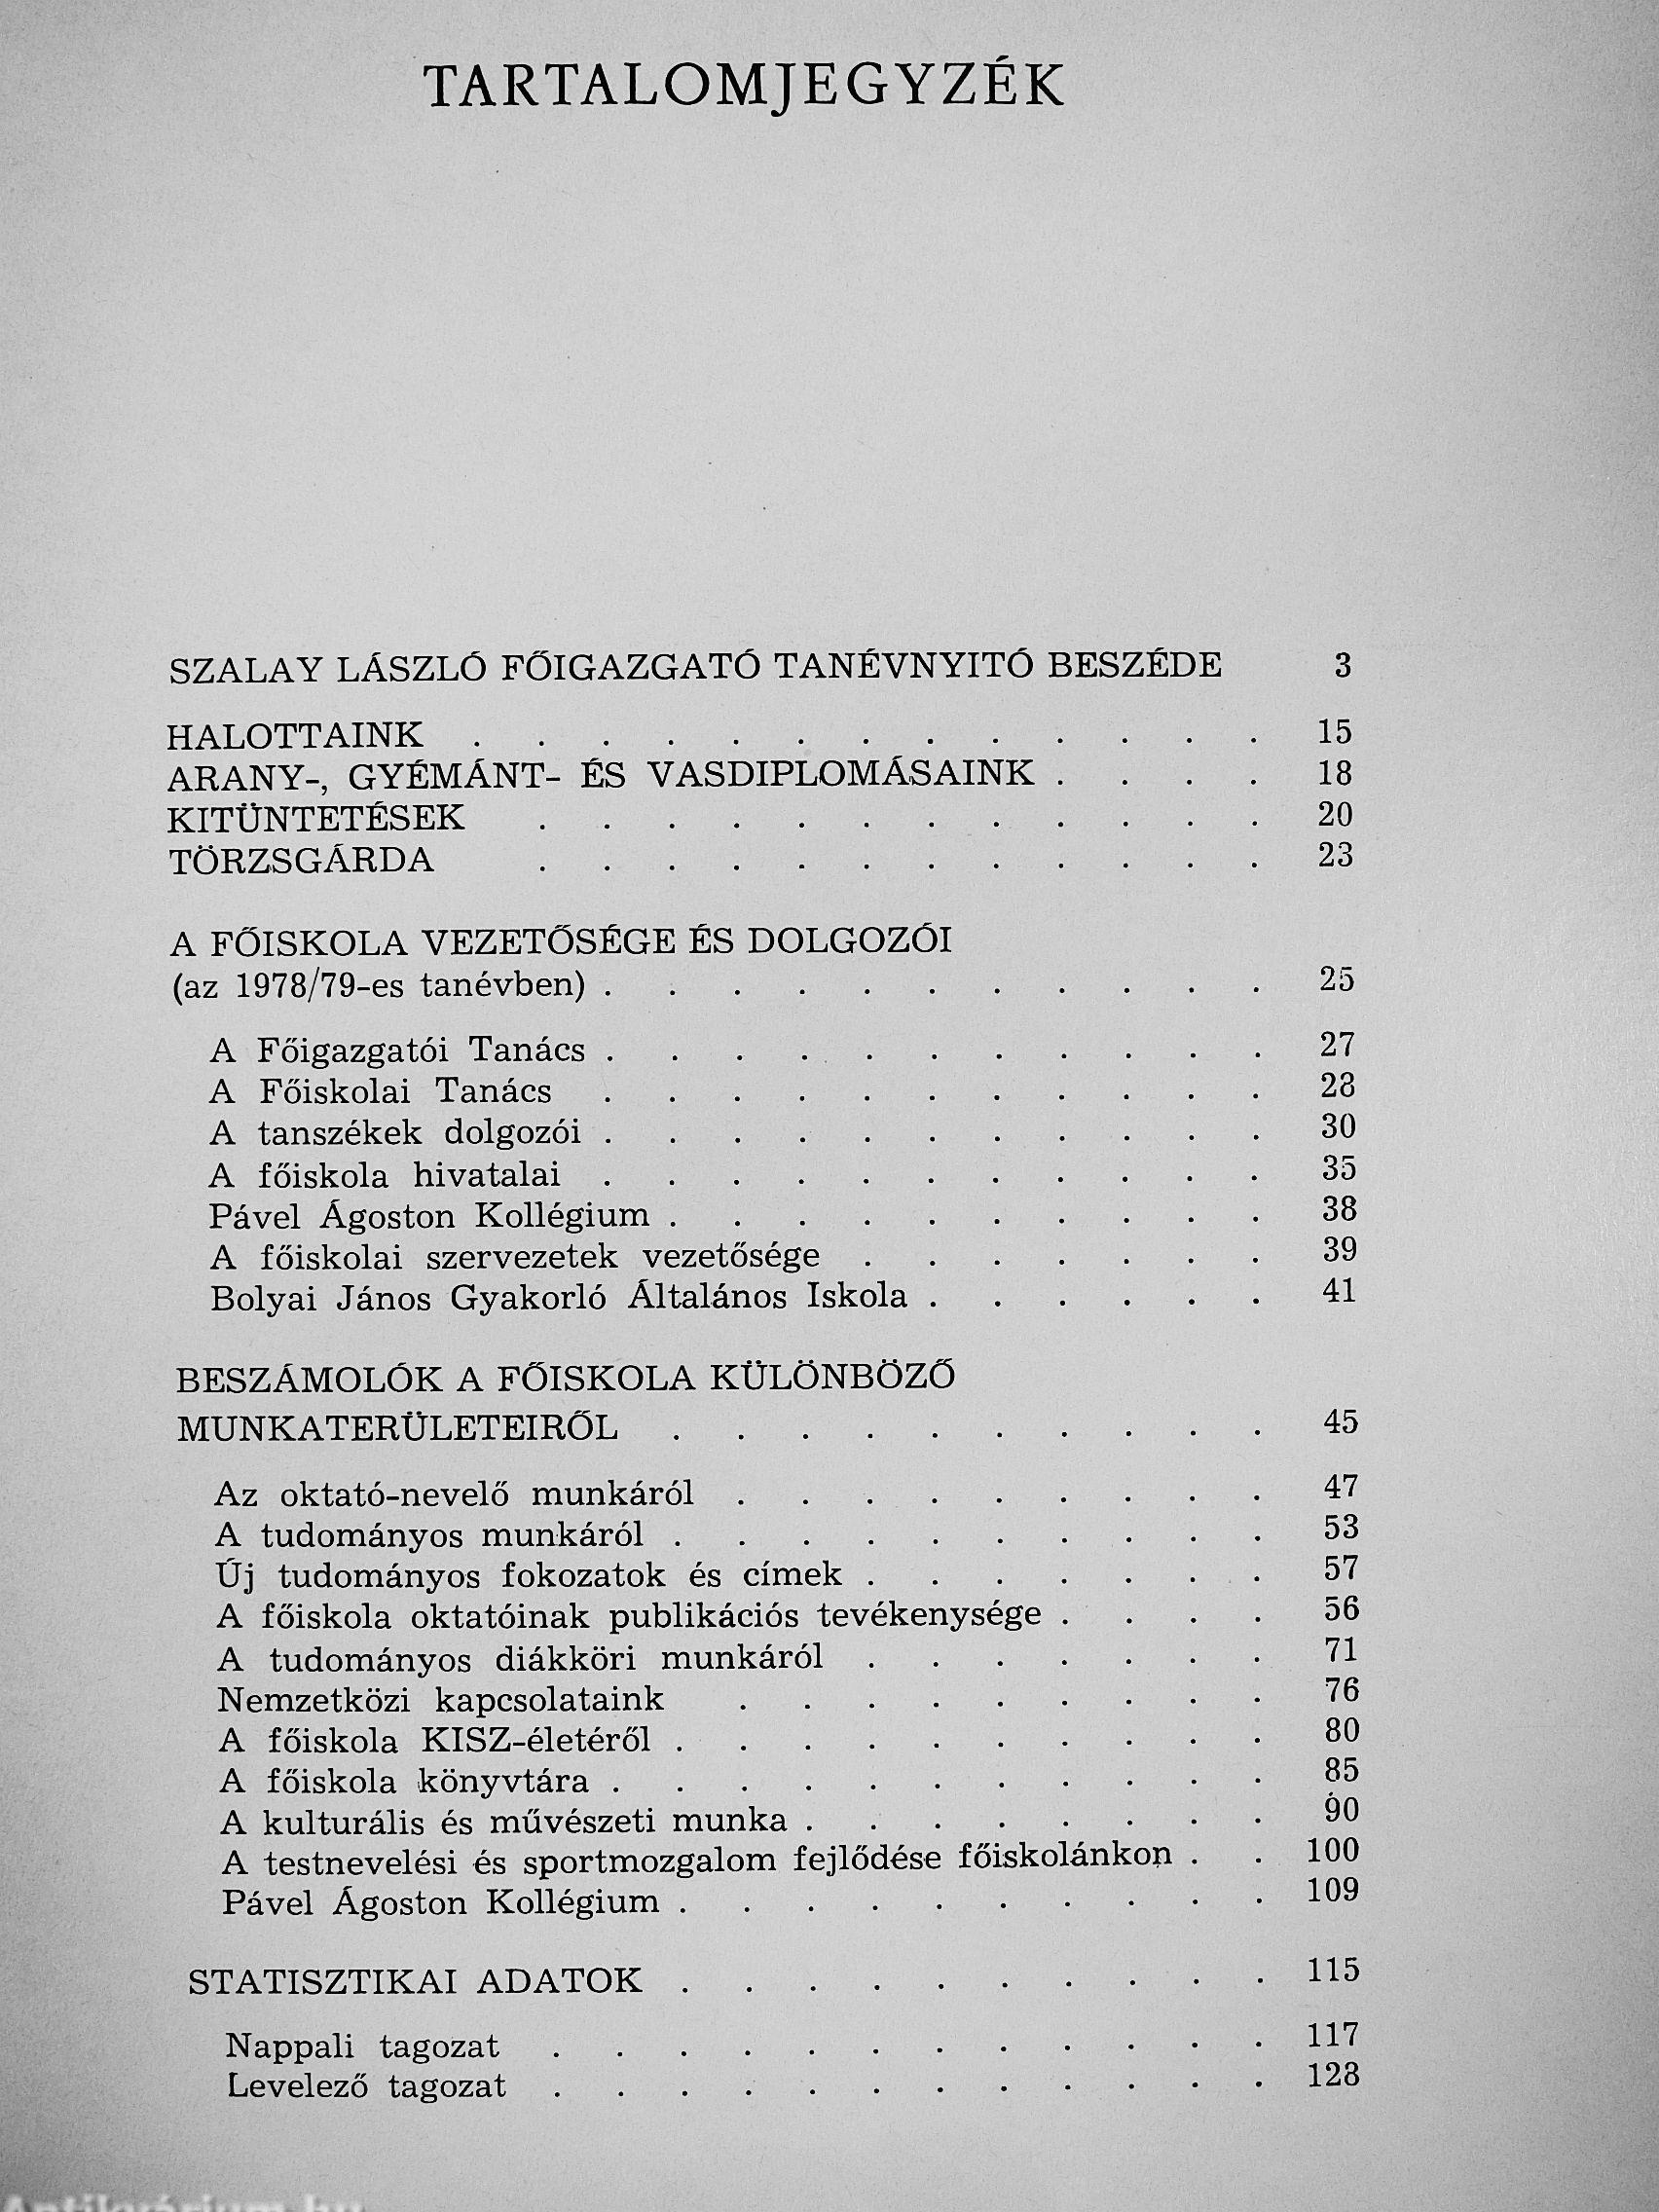 TARTALOMJEGYZÉK
SZALAY LÁSZLÓ FŐIGAZGATÓ TANÉVNYITÓ BESZÉDE 3
HALOTTAINK . . . . . . . . . . . . . 15
ARANY-, GYÉMÁNT- ÉS VASDIPLOMÁSAINK . . . . 18
KITÜNTETÉSEK . . . . . . . . . . . . 20
TÖRZSGÁRDA . . . . . . . . . . . . 23
A FŐISKOLA VEZETŐSÉGE ÉS DOLGOZÓI
(az 1978/79-es tanévben) . . . . . . . . . . . 25
A Főigazgatói Tanács . . . . . . . . . . . 27
A Főiskolai Tanács . . . . . . . . . . . 28
A tanszékek dolgozói . . . . . . . . . . . 30
A főiskola hivatalai . . . . . . . . . . . 35
Pável Ágoston Kollégium . . . . . . . . . . 38
A főiskolai szervezetek vezetősége . . . . . . . 39
Bolyai János Gyakorló Általános Iskola . . . . . . 41
BESZÁMOLÓK A FŐISKOLA KÜLÖNBÖZŐ
MUNKATERÜLETEIRŐL . . . . . . . . . . 45
Az oktató-nevelő munkáról . . . . . . . . . 47
A tudományos munkáról . . . . . . . . . . 53
Új tudományos fokozatok és címek . . . . . . . 57
A főiskola oktatóinak publikációs tevékenysége . . . . 56
A tudományos diákköri munkáról . . . . . . . 71
Nemzetközi kapcsolataink . . . . . . . . . 76
A főiskola KISZ-életéről . . . . . . . . . . 80
A főiskola könyvtára . . . . . . . . . . . 85
A kulturális és művészeti munka . . . . . . . . 90
A testnevelési és sportmozgalom fejlődése főiskolánkon . . 100
Pável Ágoston Kollégium . . . . . . . . . . 109
STATISZTIKAI ADATOK . . . . . . . . . . 115
Nappali tagozat . . . . . . . . . . . . 117
Levelező tagozat . . . . . . . . . . . . 128
Antikvárium.hu